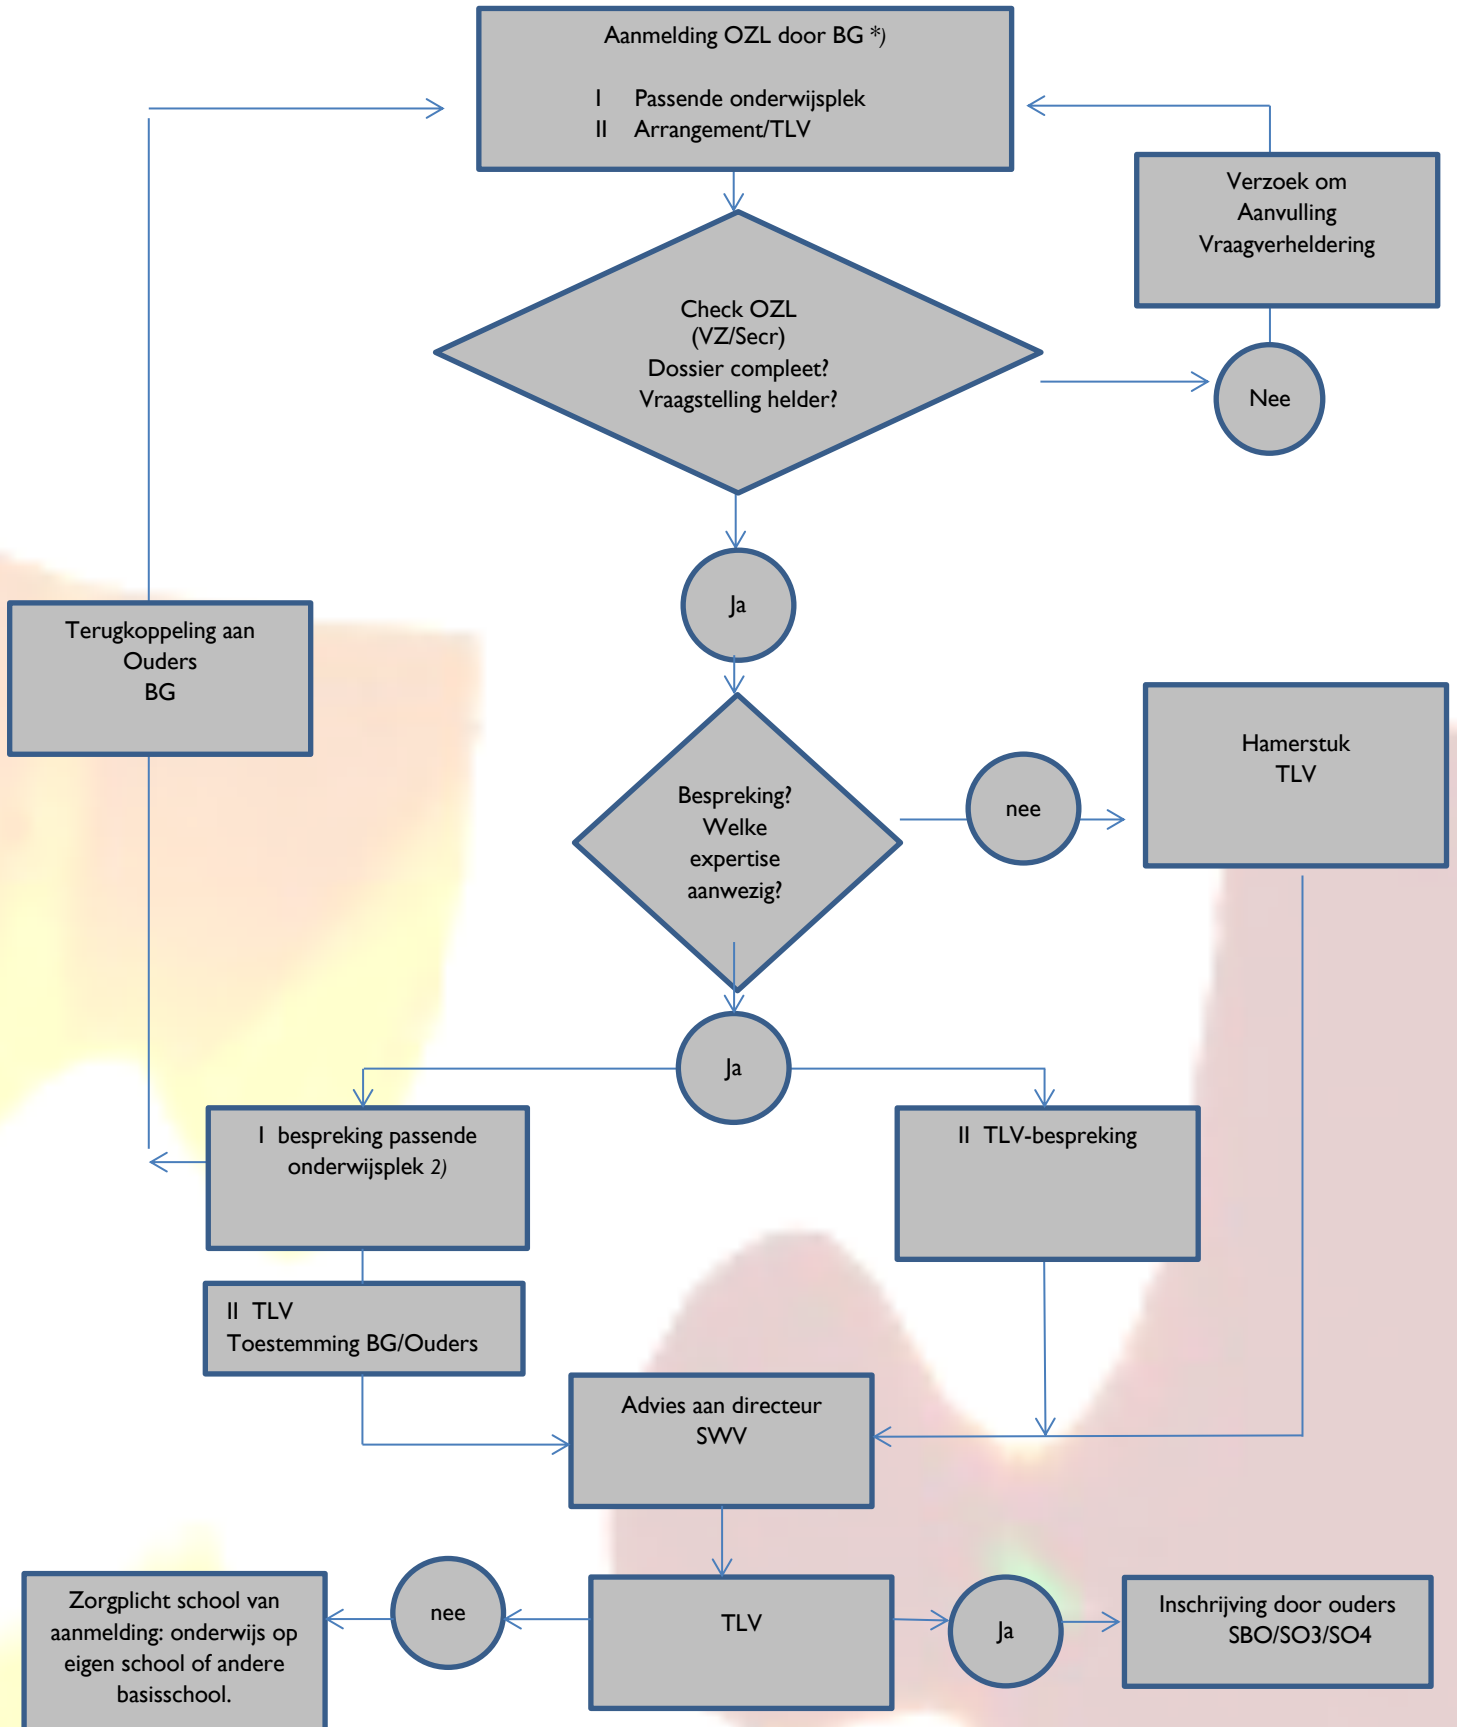 Aanmelding OZL door BG *)
I Passende onderwijsplek
II Arrangement/TLV
Verzoek om
Aanvulling
Vraagverheldering
Check OZL
(VZ/Secr)
Dossier compleet?
Vraagstelling helder?
Nee
Ja
Terugkoppeling aan
Ouders
BG
Bespreking?
Welke
expertise
aanwezig?
nee
Hamerstuk
TLV
Ja
I bespreking passende
onderwijsplek 2)
II TLV-bespreking
II TLV
Toestemming BG/Ouders
Advies aan directeur
SWV
Zorgplicht school van
aanmelding: onderwijs op
eigen school of andere
basisschool.
nee
TLV
Ja
Inschrijving door ouders
SBO/SO3/SO4